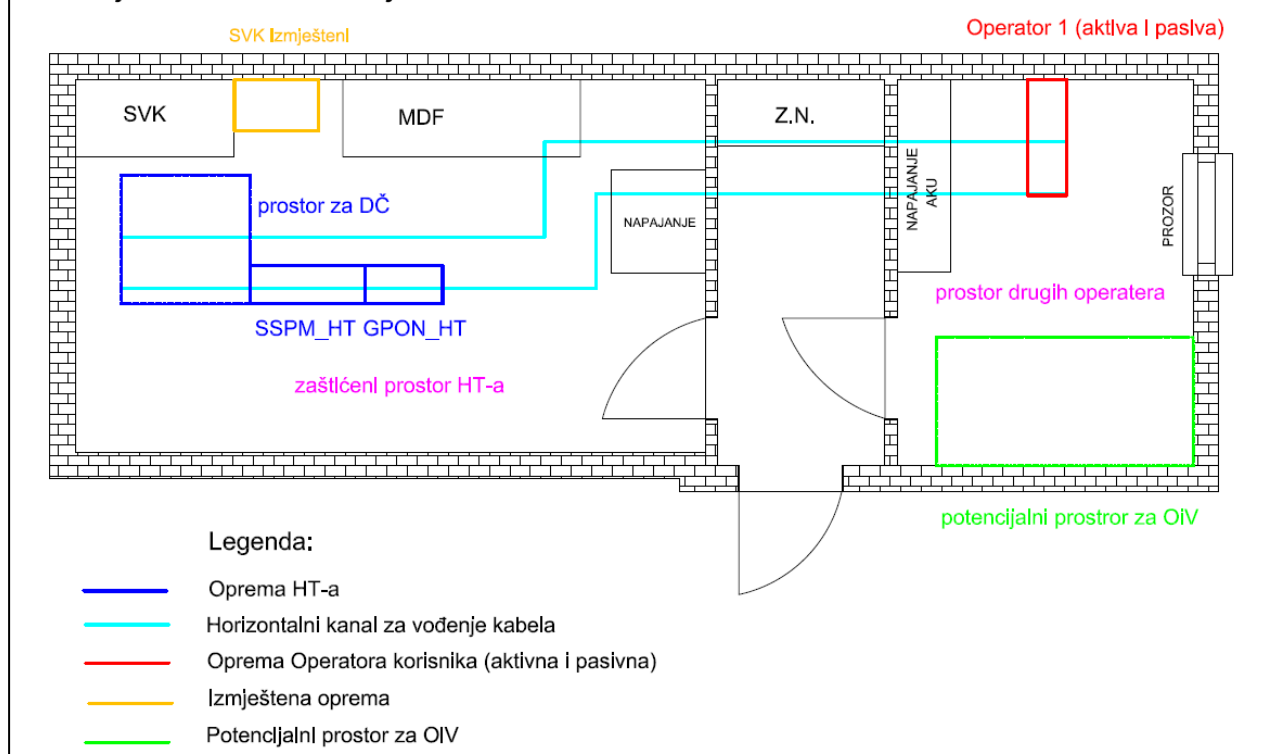 SVK Izmješteni
Operator 1 (aktiva i pasiva)
SVK
MDF
Z.N.
NAPAJANJE
AKU
PROZOR
prostor za DČ
NAPAJANJE
prostor drugih operatera
SSPM_HT GPON_HT
zaštićeni prostor HT-a
potencijalni prostror za OiV
Legenda:
Oprema HT-a
Horizontalni kanal za vođenje kabela
Oprema Operatora korisnika (aktivna i pasivna)
Izmještena oprema
Potencijalni prostor za OIV